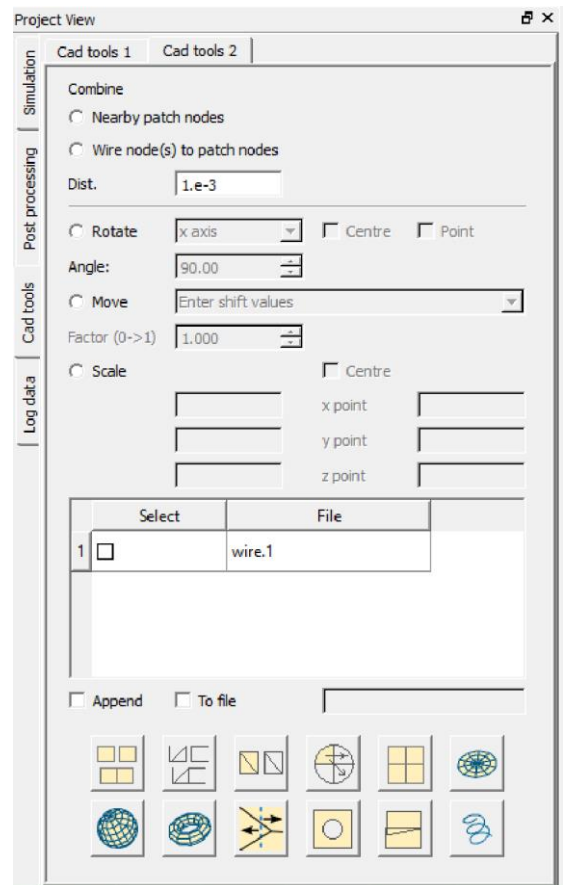 Project View
Cad tools 1 Cad tools 2
Simulation
Post processing
Cad tools
Log data
Combine
Nearby patch nodes
Wire node(s) to patch nodes
Dist. 1.e-3
Rotate x axis Centre Point
Angle: 90.00
Move Enter shift values
Factor (0->1) 1.000
Scale Centre
x point
y point
z point
Select File
1 wire.1
Append To file